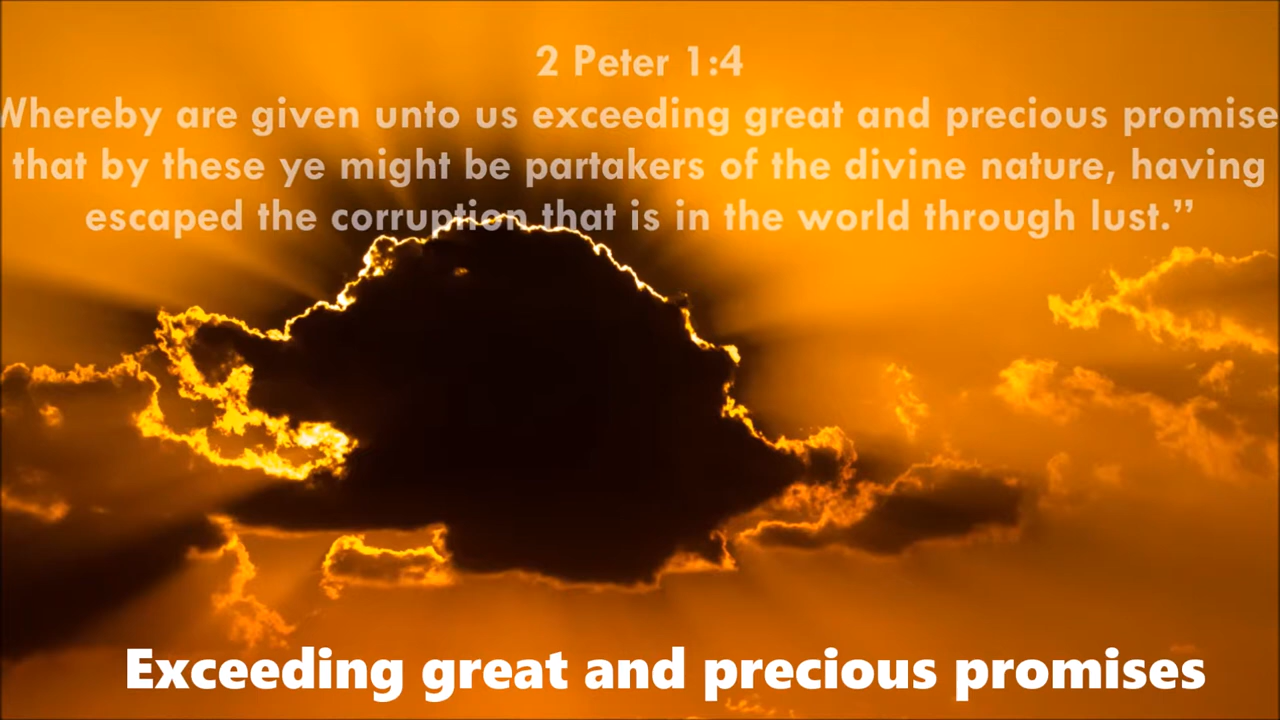 2 Peter 1:4
Whereby are given unto us exceeding great and precious promise
that by these ye might be partakers of the divine nature, having
escaped the corruption that is in the world through lust.”
Exceeding great and precious promises